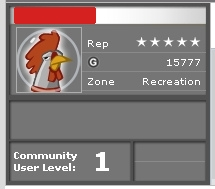 Rep ★★★★★
G 15777
Zone Recreation
Community
User Level: 1